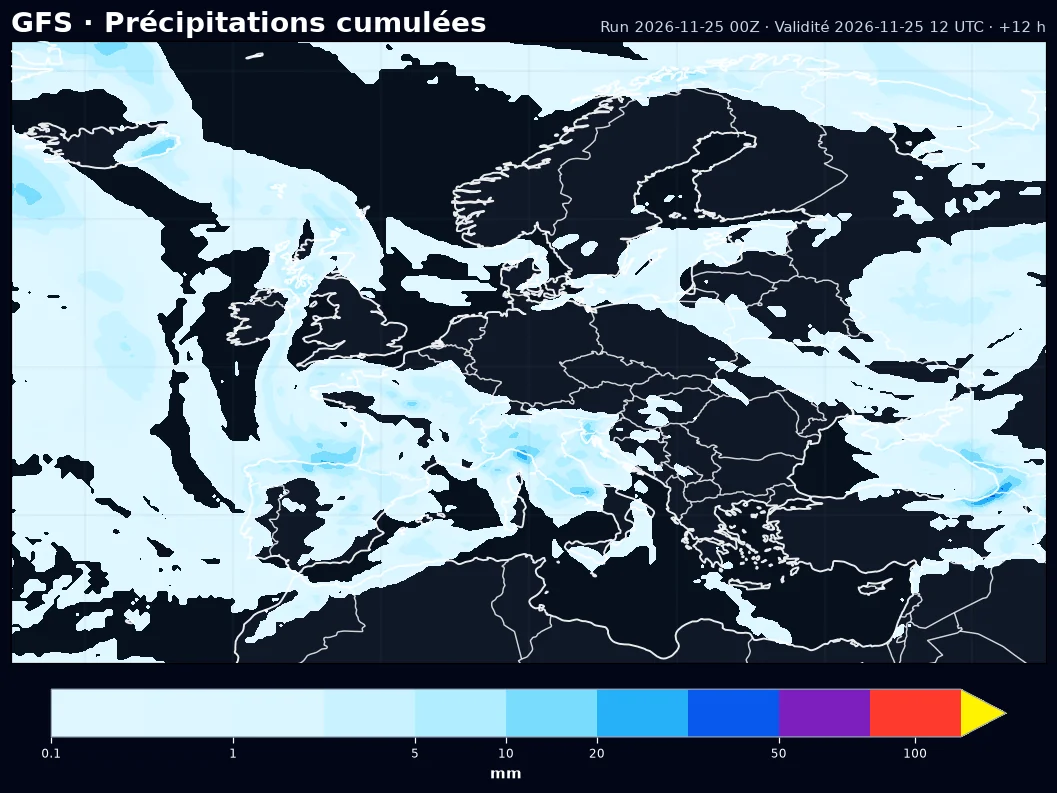 GFS · Précipitations cumulées
Run 2026-11-25 00Z · Validité 2026-11-25 12 UTC · +12 h
0.1 1 5 10 20 50 100
mm